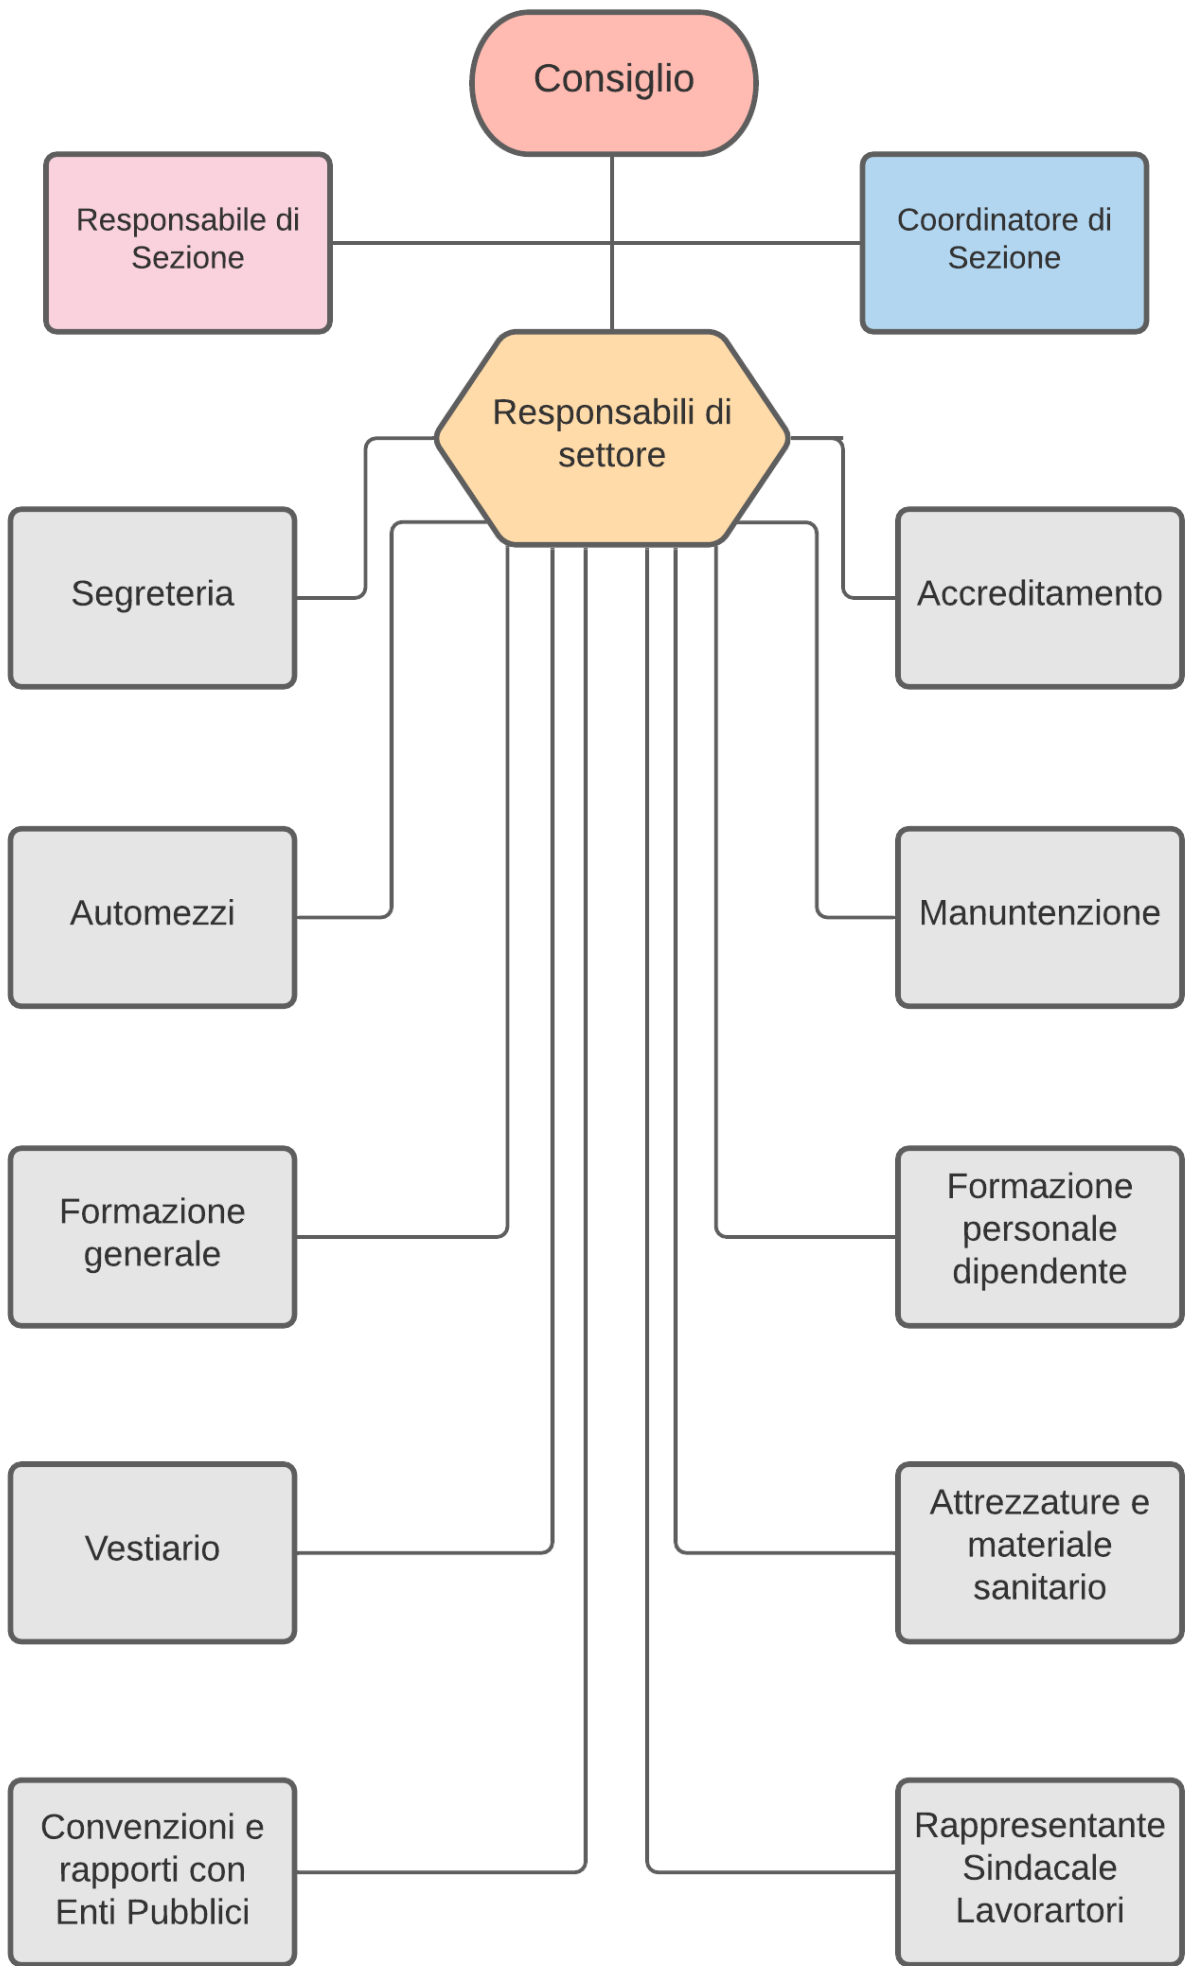 Consiglio
Responsabile di
Sezione
Coordinatore di
Sezione
Responsabili di
settore
Segreteria
Accreditamento
Automezzi
Manuntenzione
Formazione
generale
Formazione
personale
dipendente
Vestiario
Attrezzature e
materiale
sanitario
Convenzioni e
rapporti con
Enti Pubblici
Rappresentante
Sindacale
Lavorartori